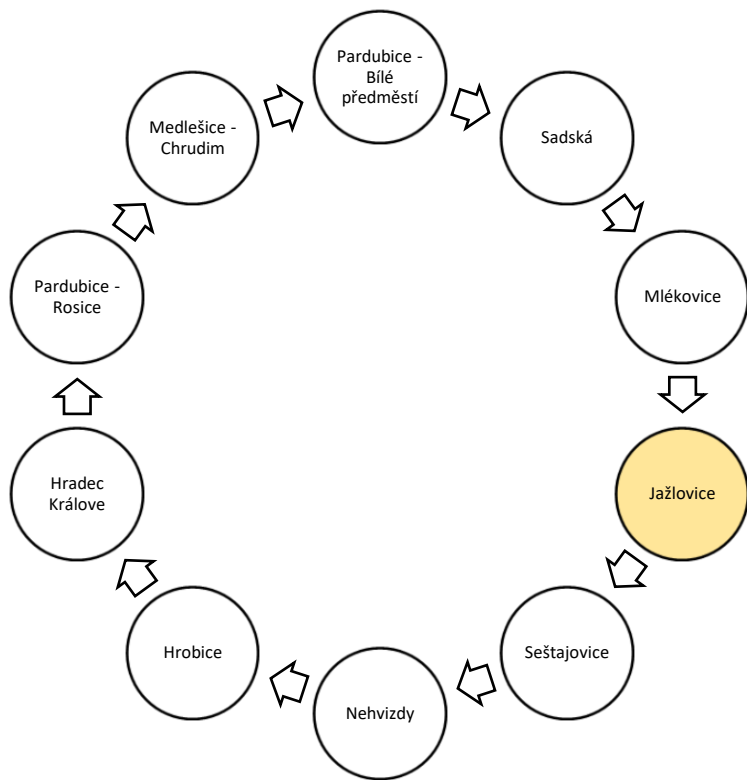 Pardubice -
Bílé
předměstí
Sadská
Mlékovice
Jažlovice
Seštajovice
Nehvizdy
Hrobice
Hradec
Králove
Pardubice -
Rosice
Medlešice -
Chrudim